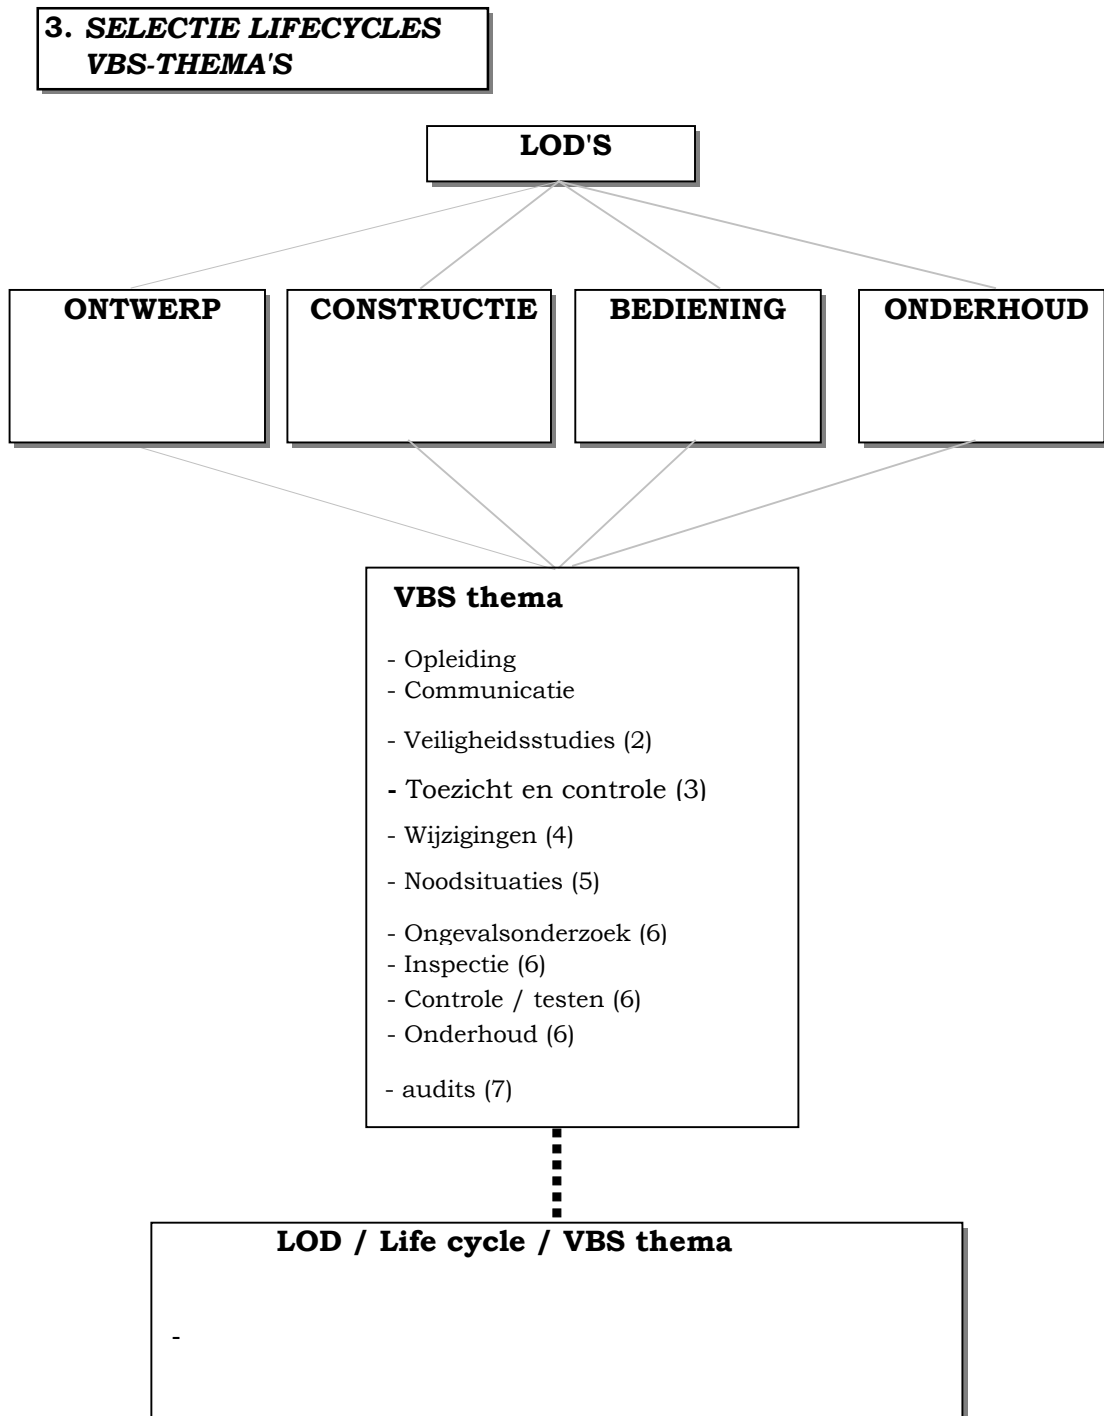 3. SELECTIE LIFECYCLES
VBS-THEMA'S
LOD'S
ONTWERP
CONSTRUCTIE
BEDIENING
ONDERHOUD
VBS thema
- Opleiding
- Communicatie
- Veiligheidsstudies (2)
- Toezicht en controle (3)
- Wijzigingen (4)
- Noodsituaties (5)
- Ongevalsonderzoek (6)
- Inspectie (6)
- Controle / testen (6)
- Onderhoud (6)
- audits (7)
LOD / Life cycle / VBS thema
-